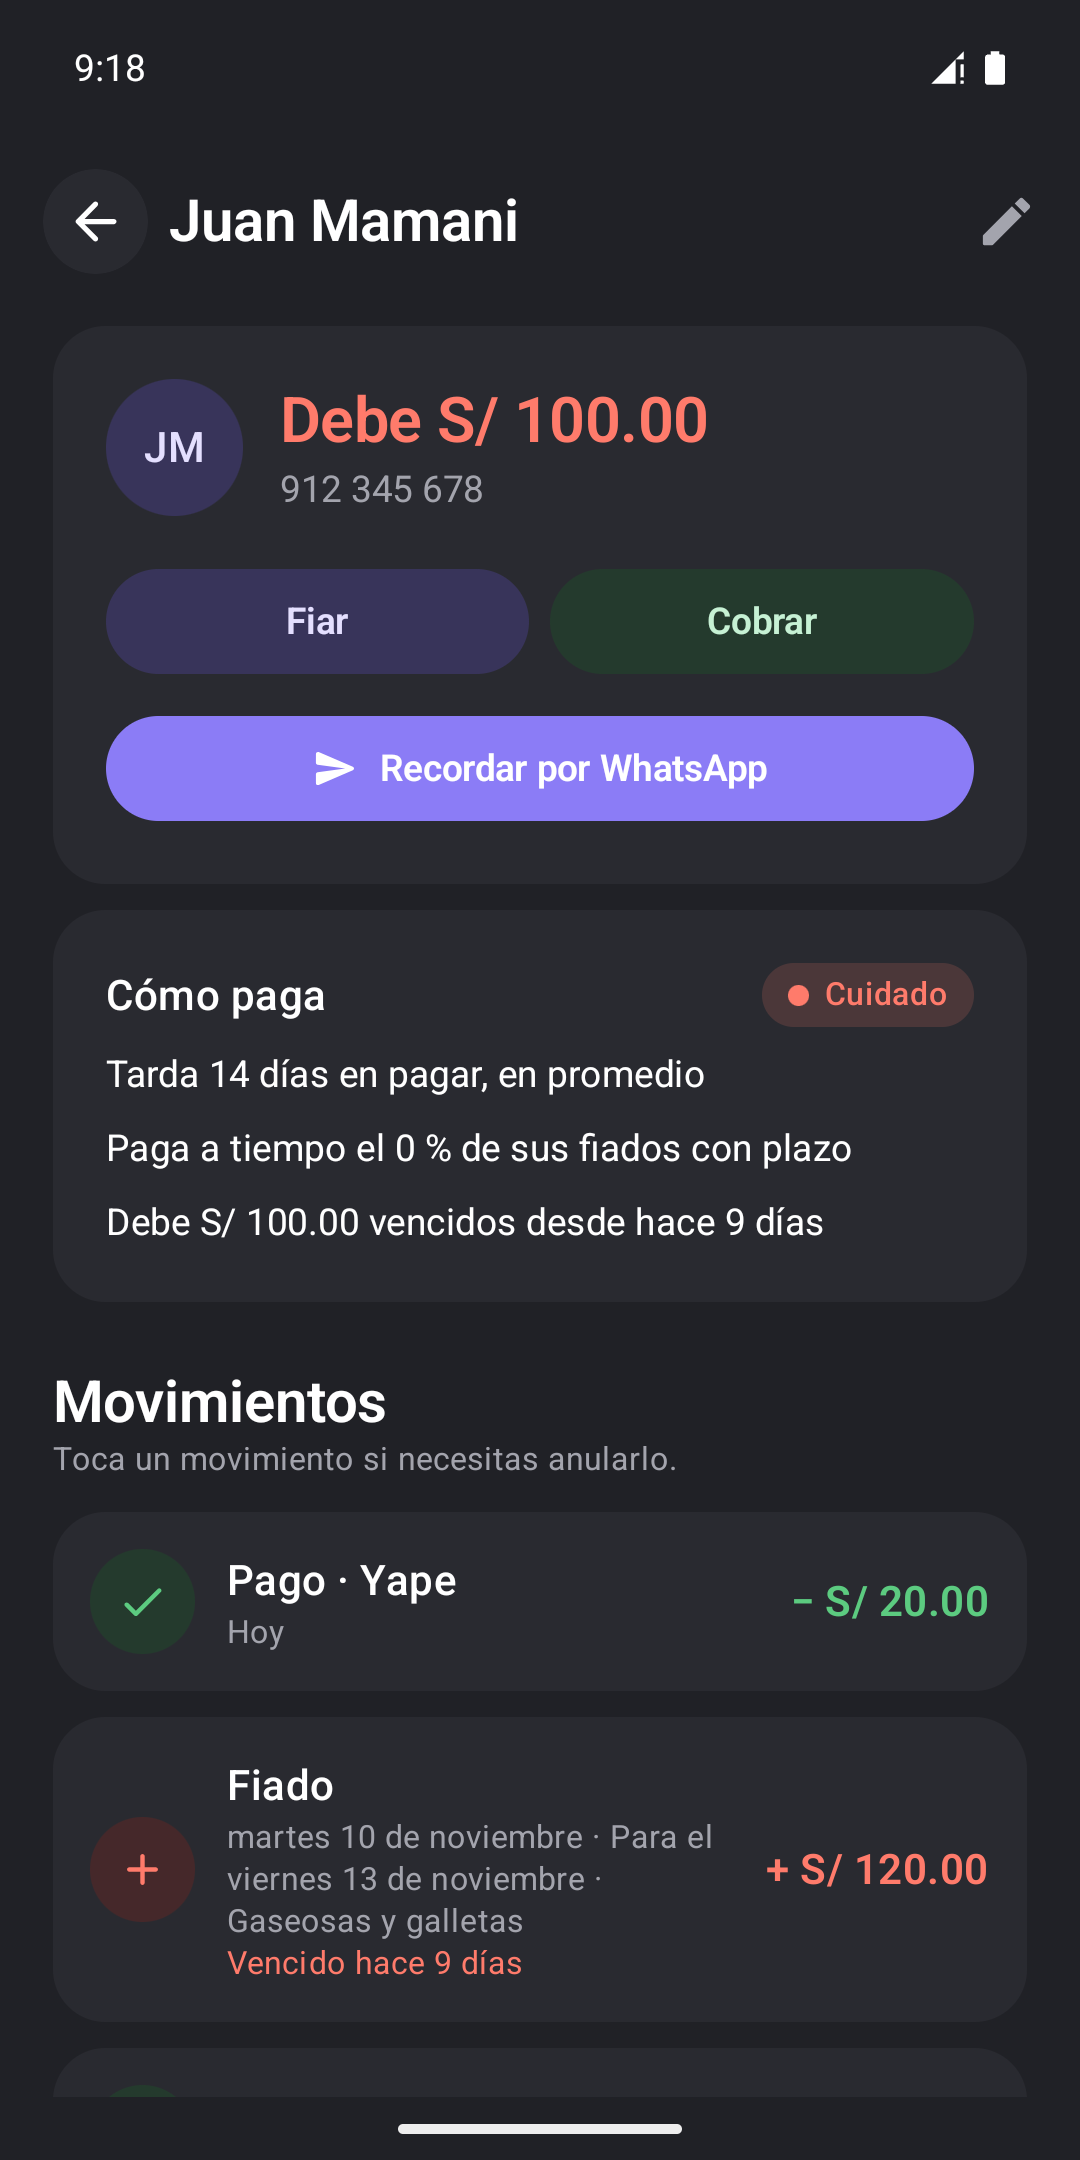 9:18
Juan Mamani
JM
Debe S/ 100.00
912 345 678
Fiar
Cobrar
Recordar por WhatsApp
Cómo paga
Cuidado
Tarda 14 días en pagar, en promedio
Paga a tiempo el 0 % de sus fiados con plazo
Debe S/ 100.00 vencidos desde hace 9 días
Movimientos
Toca un movimiento si necesitas anularlo.
Pago · Yape
Hoy
− S/ 20.00
Fiado
martes 10 de noviembre · Para el
viernes 13 de noviembre ·
Gaseosas y galletas
Vencido hace 9 días
+ S/ 120.00